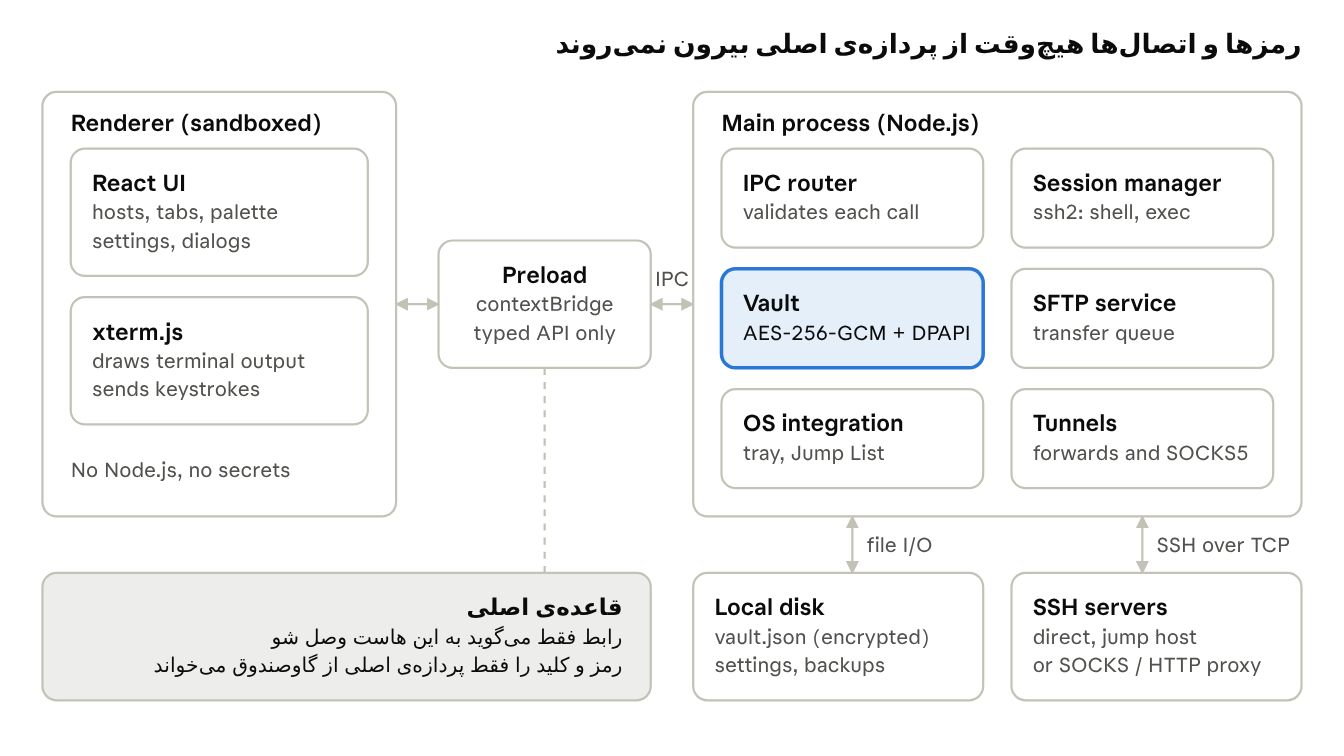 رمزها و اتصال‌ها هیچ‌وقت از پردازه‌ی اصلی بیرون نمی‌روند
Renderer (sandboxed)
React UI
hosts, tabs, palette
settings, dialogs
xterm.js
draws terminal output
sends keystrokes
No Node.js, no secrets
Preload
contextBridge
typed API only
IPC
Main process (Node.js)
IPC router
validates each call
Session manager
ssh2: shell, exec
Vault
AES-256-GCM + DPAPI
SFTP service
transfer queue
OS integration
tray, Jump List
Tunnels
forwards and SOCKS5
file I/O
SSH over TCP
قاعده‌ی اصلی
رابط فقط می‌گوید به این هاست وصل شو
رمز و کلید را فقط پردازه‌ی اصلی از گاوصندوق می‌خواند
Local disk
vault.json (encrypted)
settings, backups
SSH servers
direct, jump host
or SOCKS / HTTP proxy